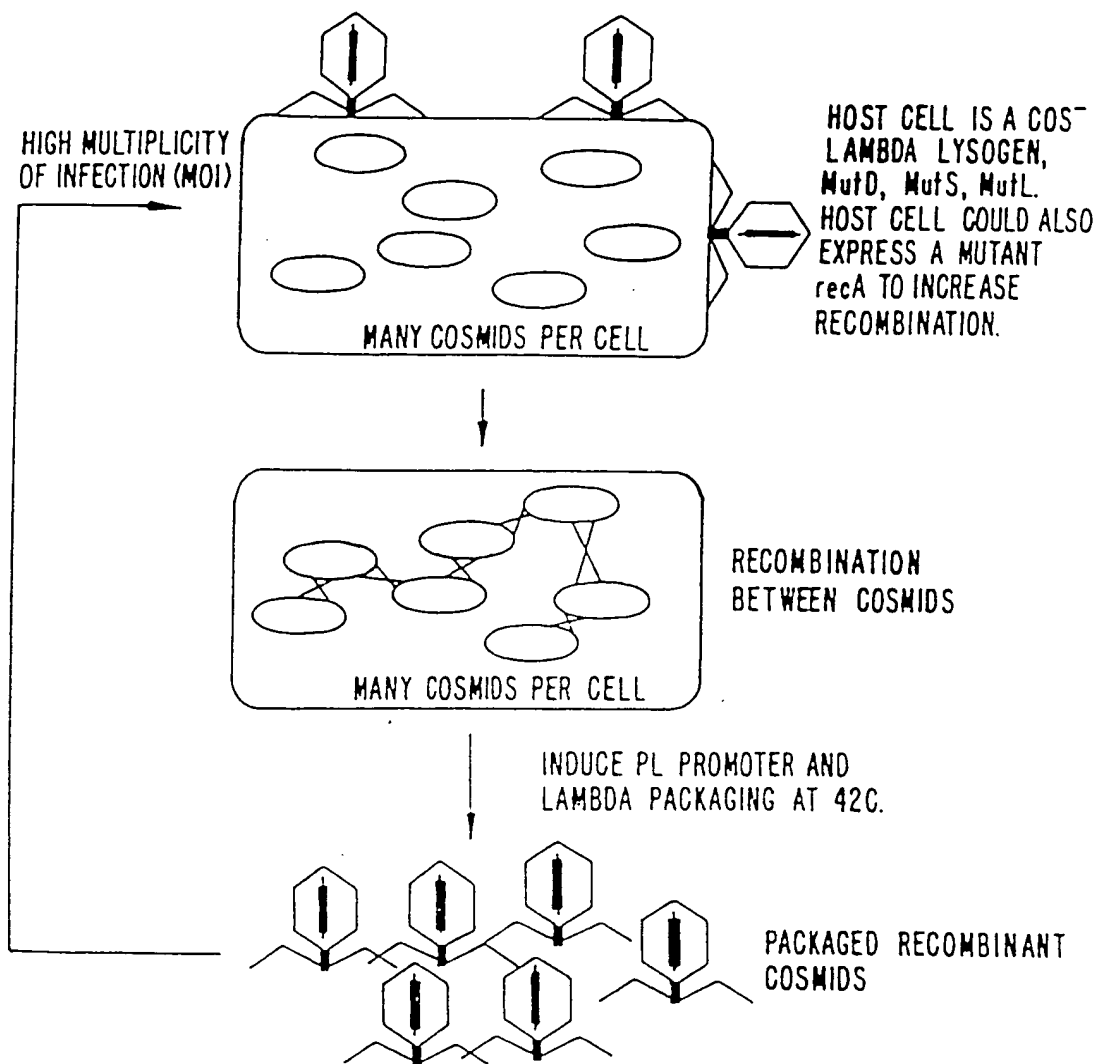 HIGH MULTIPLICITY
OF INFECTION (MOI)
HOST CELL IS A COS⁻
LAMBDA LYSOGEN,
MutD, MutS, MutL.
HOST CELL COULD ALSO
EXPRESS A MUTANT
recA TO INCREASE
RECOMBINATION.
MANY COSMIDS PER CELL
RECOMBINATION
BETWEEN COSMIDS
MANY COSMIDS PER CELL
INDUCE PL PROMOTER AND
LAMBDA PACKAGING AT 42C.
PACKAGED RECOMBINANT
COSMIDS